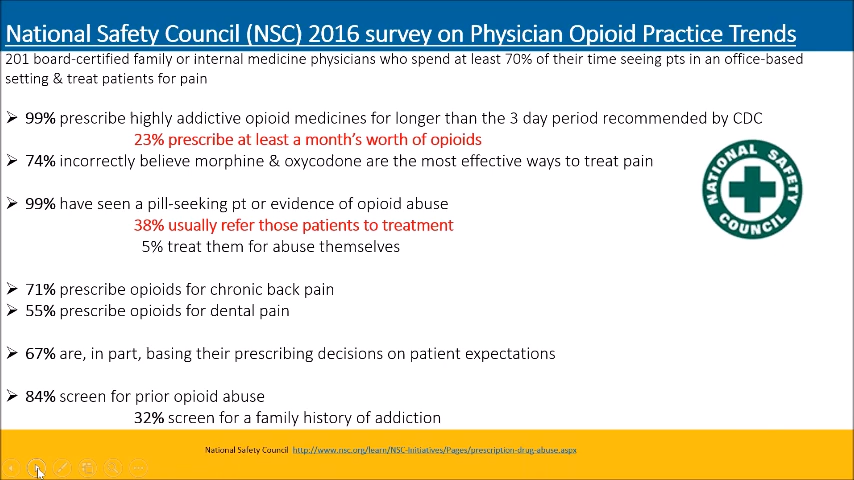 National Safety Council (NSC) 2016 survey on Physician Opioid Practice Trends
201 board-certified family or internal medicine physicians who spend at least 70% of their time seeing pts in an office-based
setting & treat patients for pain
➢ 99% prescribe highly addictive opioid medicines for longer than the 3 day period recommended by CDC
23% prescribe at least a month's worth of opioids
➢ 74% incorrectly believe morphine & oxycodone are the most effective ways to treat pain
NATIONAL SAFETY COUNCIL
➢ 99% have seen a pill-seeking pt or evidence of opioid abuse
38% usually refer those patients to treatment
5% treat them for abuse themselves
➢ 71% prescribe opioids for chronic back pain
➢ 55% prescribe opioids for dental pain
➢ 67% are, in part, basing their prescribing decisions on patient expectations
➢ 84% screen for prior opioid abuse
32% screen for a family history of addiction
National Safety Council http://www.nsc.org/learn/NSC-Initiatives/Pages/prescription-drug-abuse.aspx